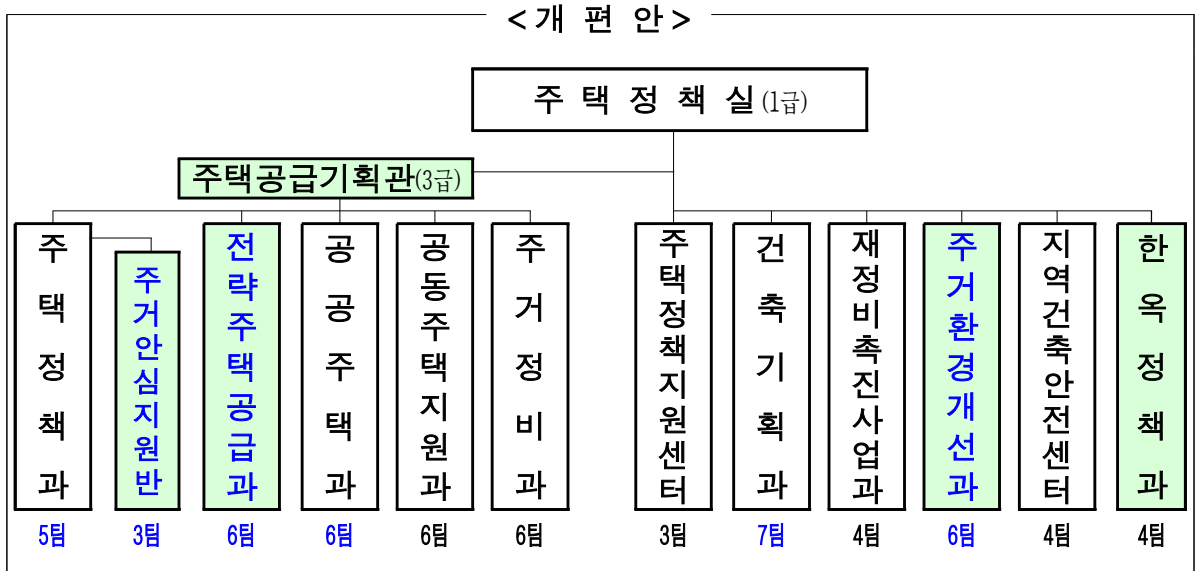 <개 편 안>
주 택 정 책 실(1급)
주택공급기획관(3급)
주택정책과
주거안심지원반
전략주택공급과
공공주택과
공동주택지원과
주거정비과
주택정책지원센터
건축기획과
재정비촉진사업과
주거환경개선과
지역건축안전센터
한옥정책과
5팀 3팀 6팀 6팀 6팀 6팀 3팀 7팀 4팀 6팀 4팀 4팀